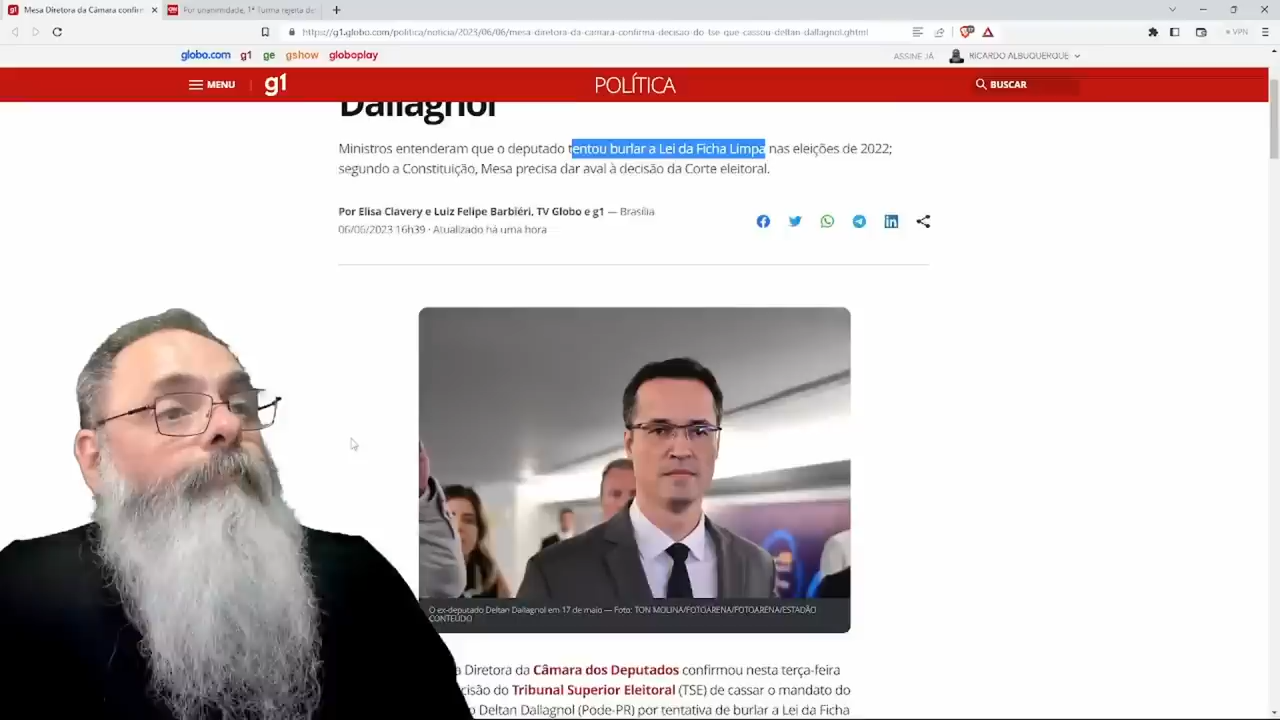 Mesa Diretora da Câmara confirm
Por unanimidade, 1ª Turma rejeita de
https://g1.globo.com/politica/noticia/2023/06/06/mesa-diretora-da-camara-confirma-decisao-do-tse-que-cassou-deltan-dallagnol.ghtml
VPN
globo.com g1 ge gshow globoplay
ASSINE JÁ
RICARDO ALBUQUERQUE
MENU
g1
POLÍTICA
BUSCAR
Dallagnol
Ministros entenderam que o deputado tentou burlar a Lei da Ficha Limpa nas eleições de 2022;
segundo a Constituição, Mesa precisa dar aval à decisão da Corte eleitoral.
Por Elisa Clavery e Luiz Felipe Barbiéri, TV Globo e g1 — Brasília
06/06/2023 16h39 · Atualizado há uma hora
O ex-deputado Deltan Dallagnol em 17 de maio — Foto: TON MOLINA/FOTOARENA/FOTOARENA/ESTADÃO
CONTEÚDO
a Diretora da Câmara dos Deputados confirmou nesta terça-feira
cisão do Tribunal Superior Eleitoral (TSE) de cassar o mandato do
o Deltan Dallagnol (Pode-PR) por tentativa de burlar a Lei da Ficha